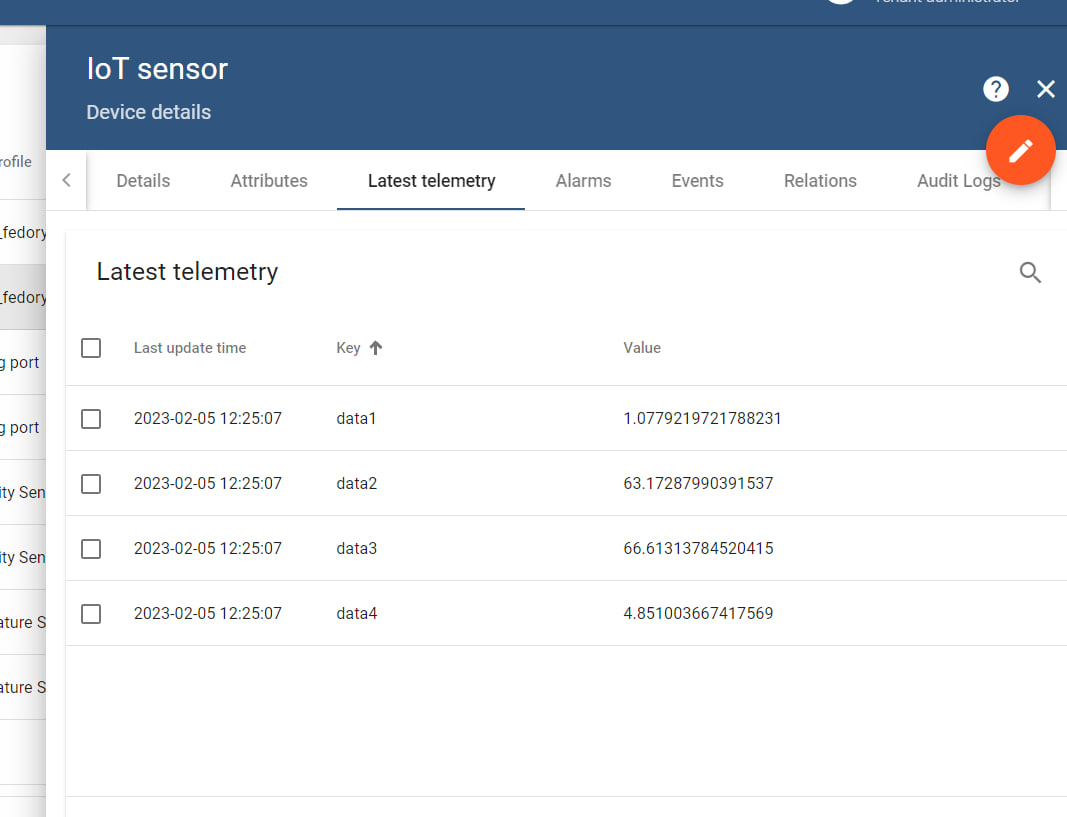 Tenant administrator
IoT sensor
Device details
Details Attributes Latest telemetry Alarms Events Relations Audit Logs
Latest telemetry
Last update time Key Value
2023-02-05 12:25:07 data1 1.0779219721788231
2023-02-05 12:25:07 data2 63.17287990391537
2023-02-05 12:25:07 data3 66.61313784520415
2023-02-05 12:25:07 data4 4.851003667417569
rofile
_fedory
_fedory
g port
g port
ity Sen
ity Sen
ature S
ature S